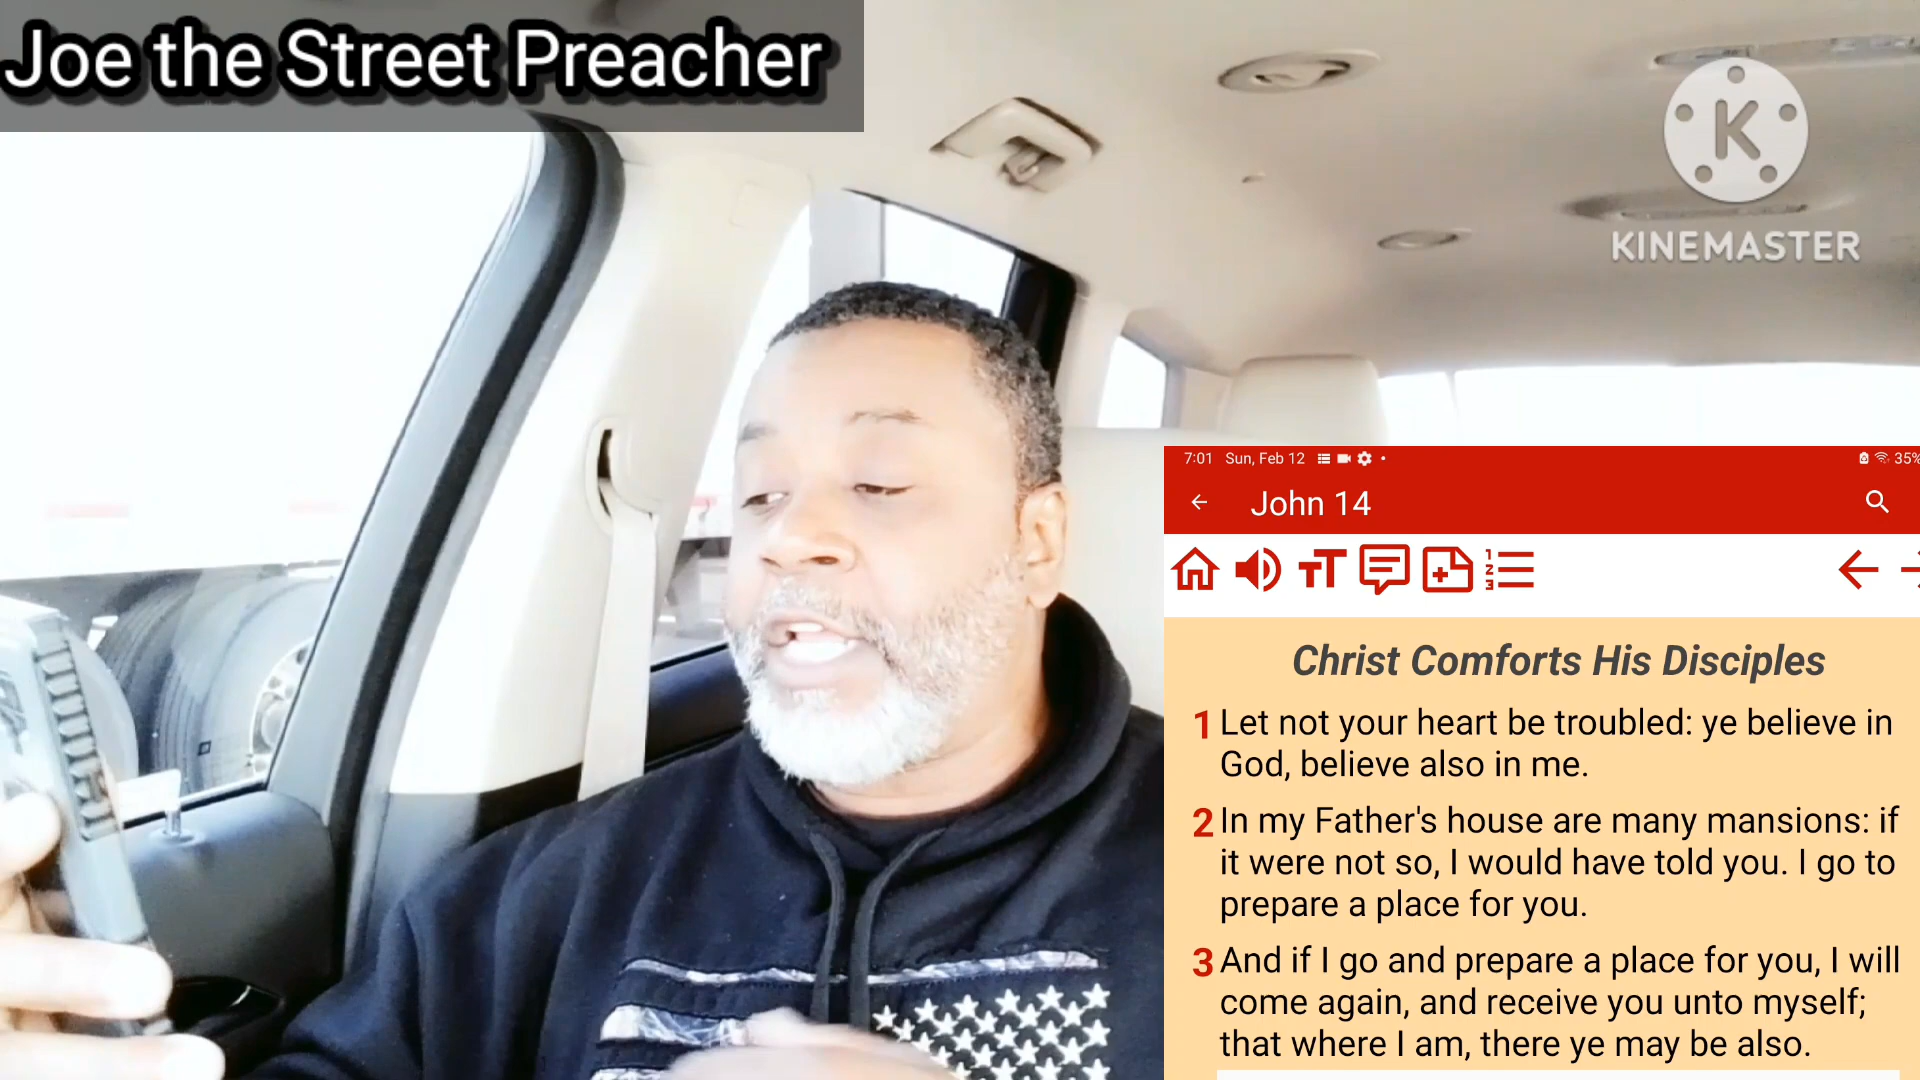 Joe the Street Preacher
K
KINEMASTER
7:01 Sun, Feb 12
35%
John 14
TT
1
2
3
Christ Comforts His Disciples
1 Let not your heart be troubled: ye believe in
God, believe also in me.
2 In my Father's house are many mansions: if
it were not so, I would have told you. I go to
prepare a place for you.
3 And if I go and prepare a place for you, I will
come again, and receive you unto myself;
that where I am, there ye may be also.